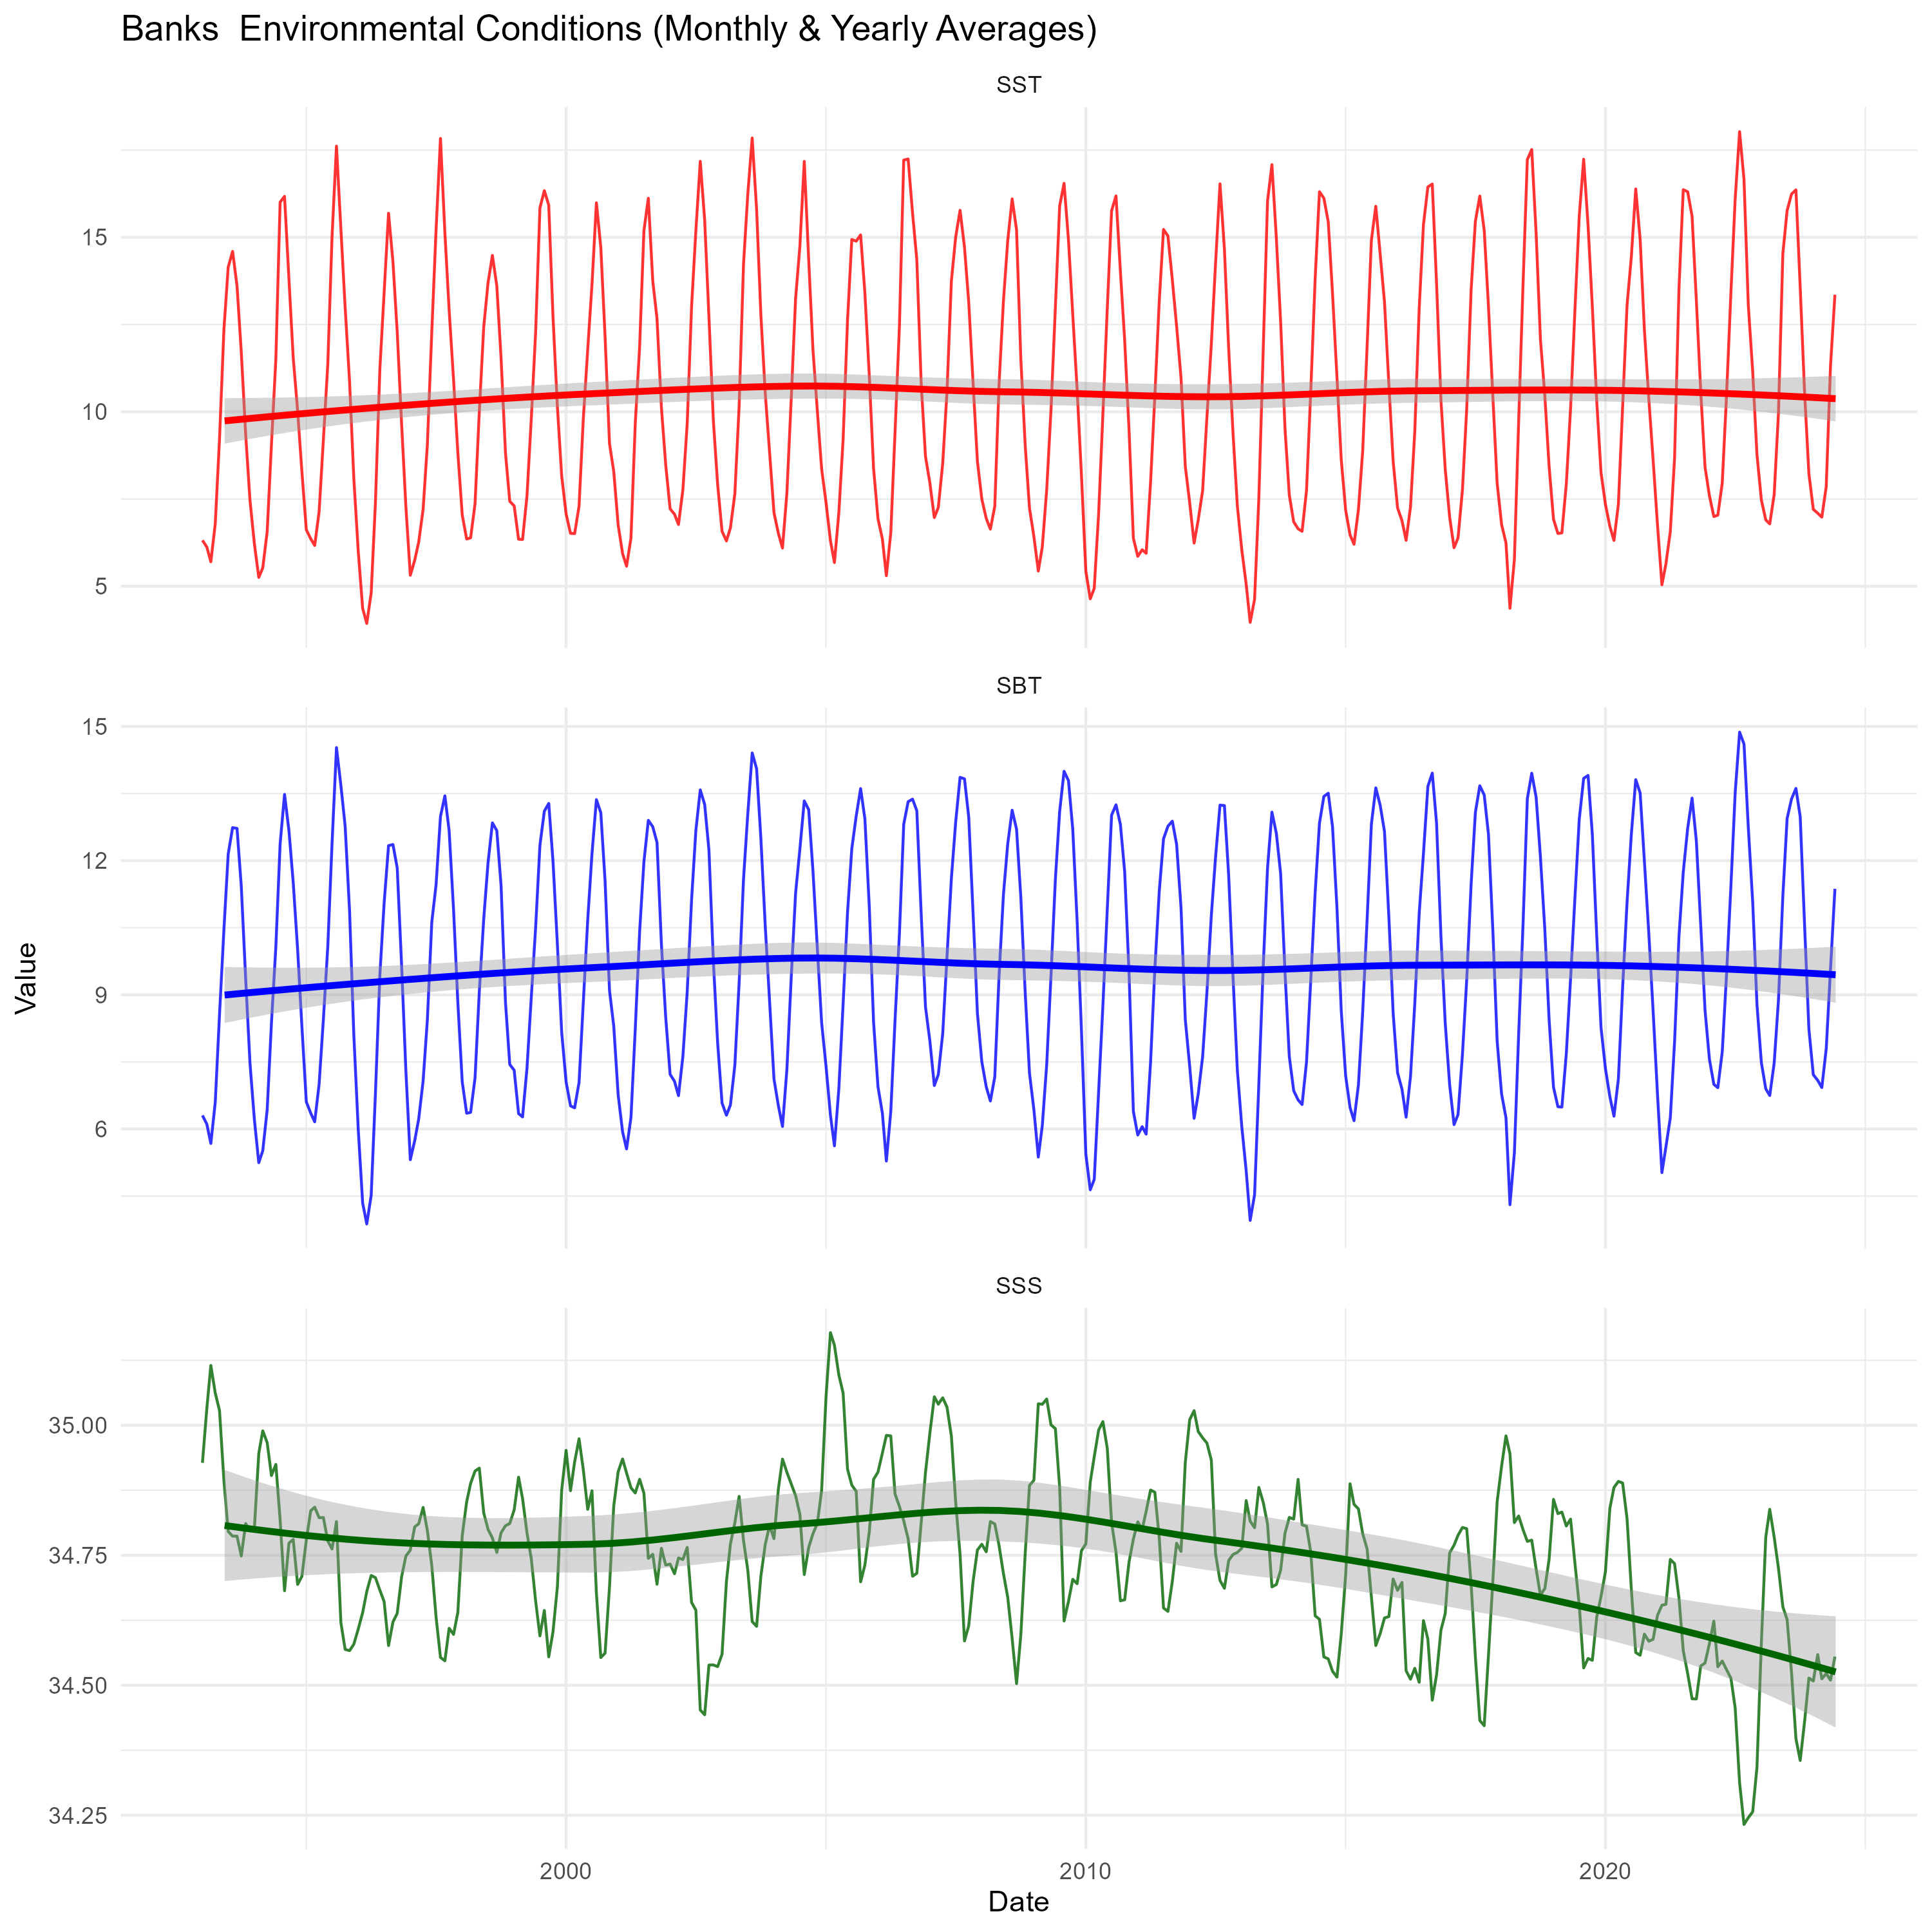 Banks  Environmental Conditions (Monthly & Yearly Averages)
SST
15
10
5
SBT
15
12
9
6
Value
SSS
35.00
34.75
34.50
34.25
2000 2010 2020
Date